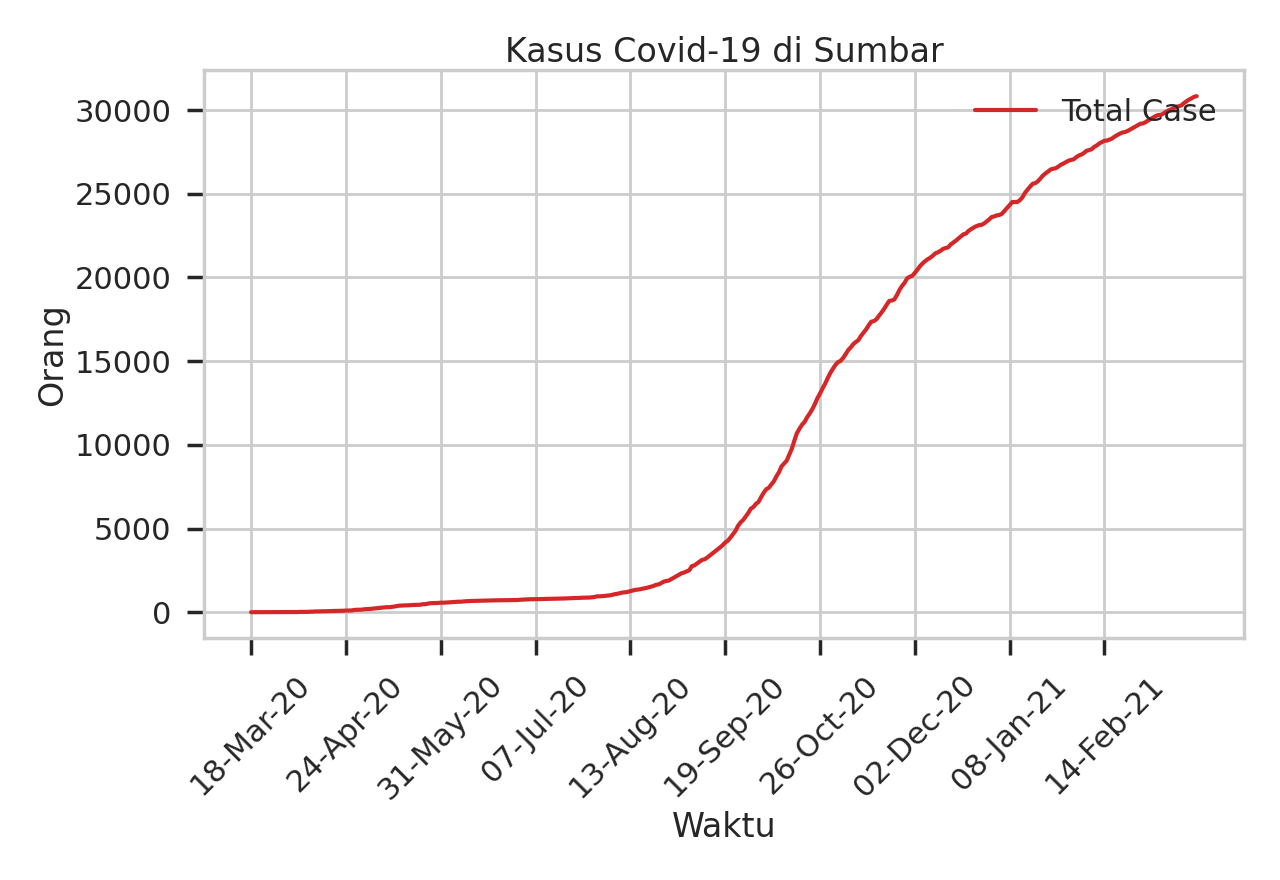 Kasus Covid-19 di Sumbar
Total Case
30000
25000
20000
15000
10000
5000
0
Orang
18-Mar-20
24-Apr-20
31-May-20
07-Jul-20
13-Aug-20
19-Sep-20
26-Oct-20
02-Dec-20
08-Jan-21
14-Feb-21
Waktu